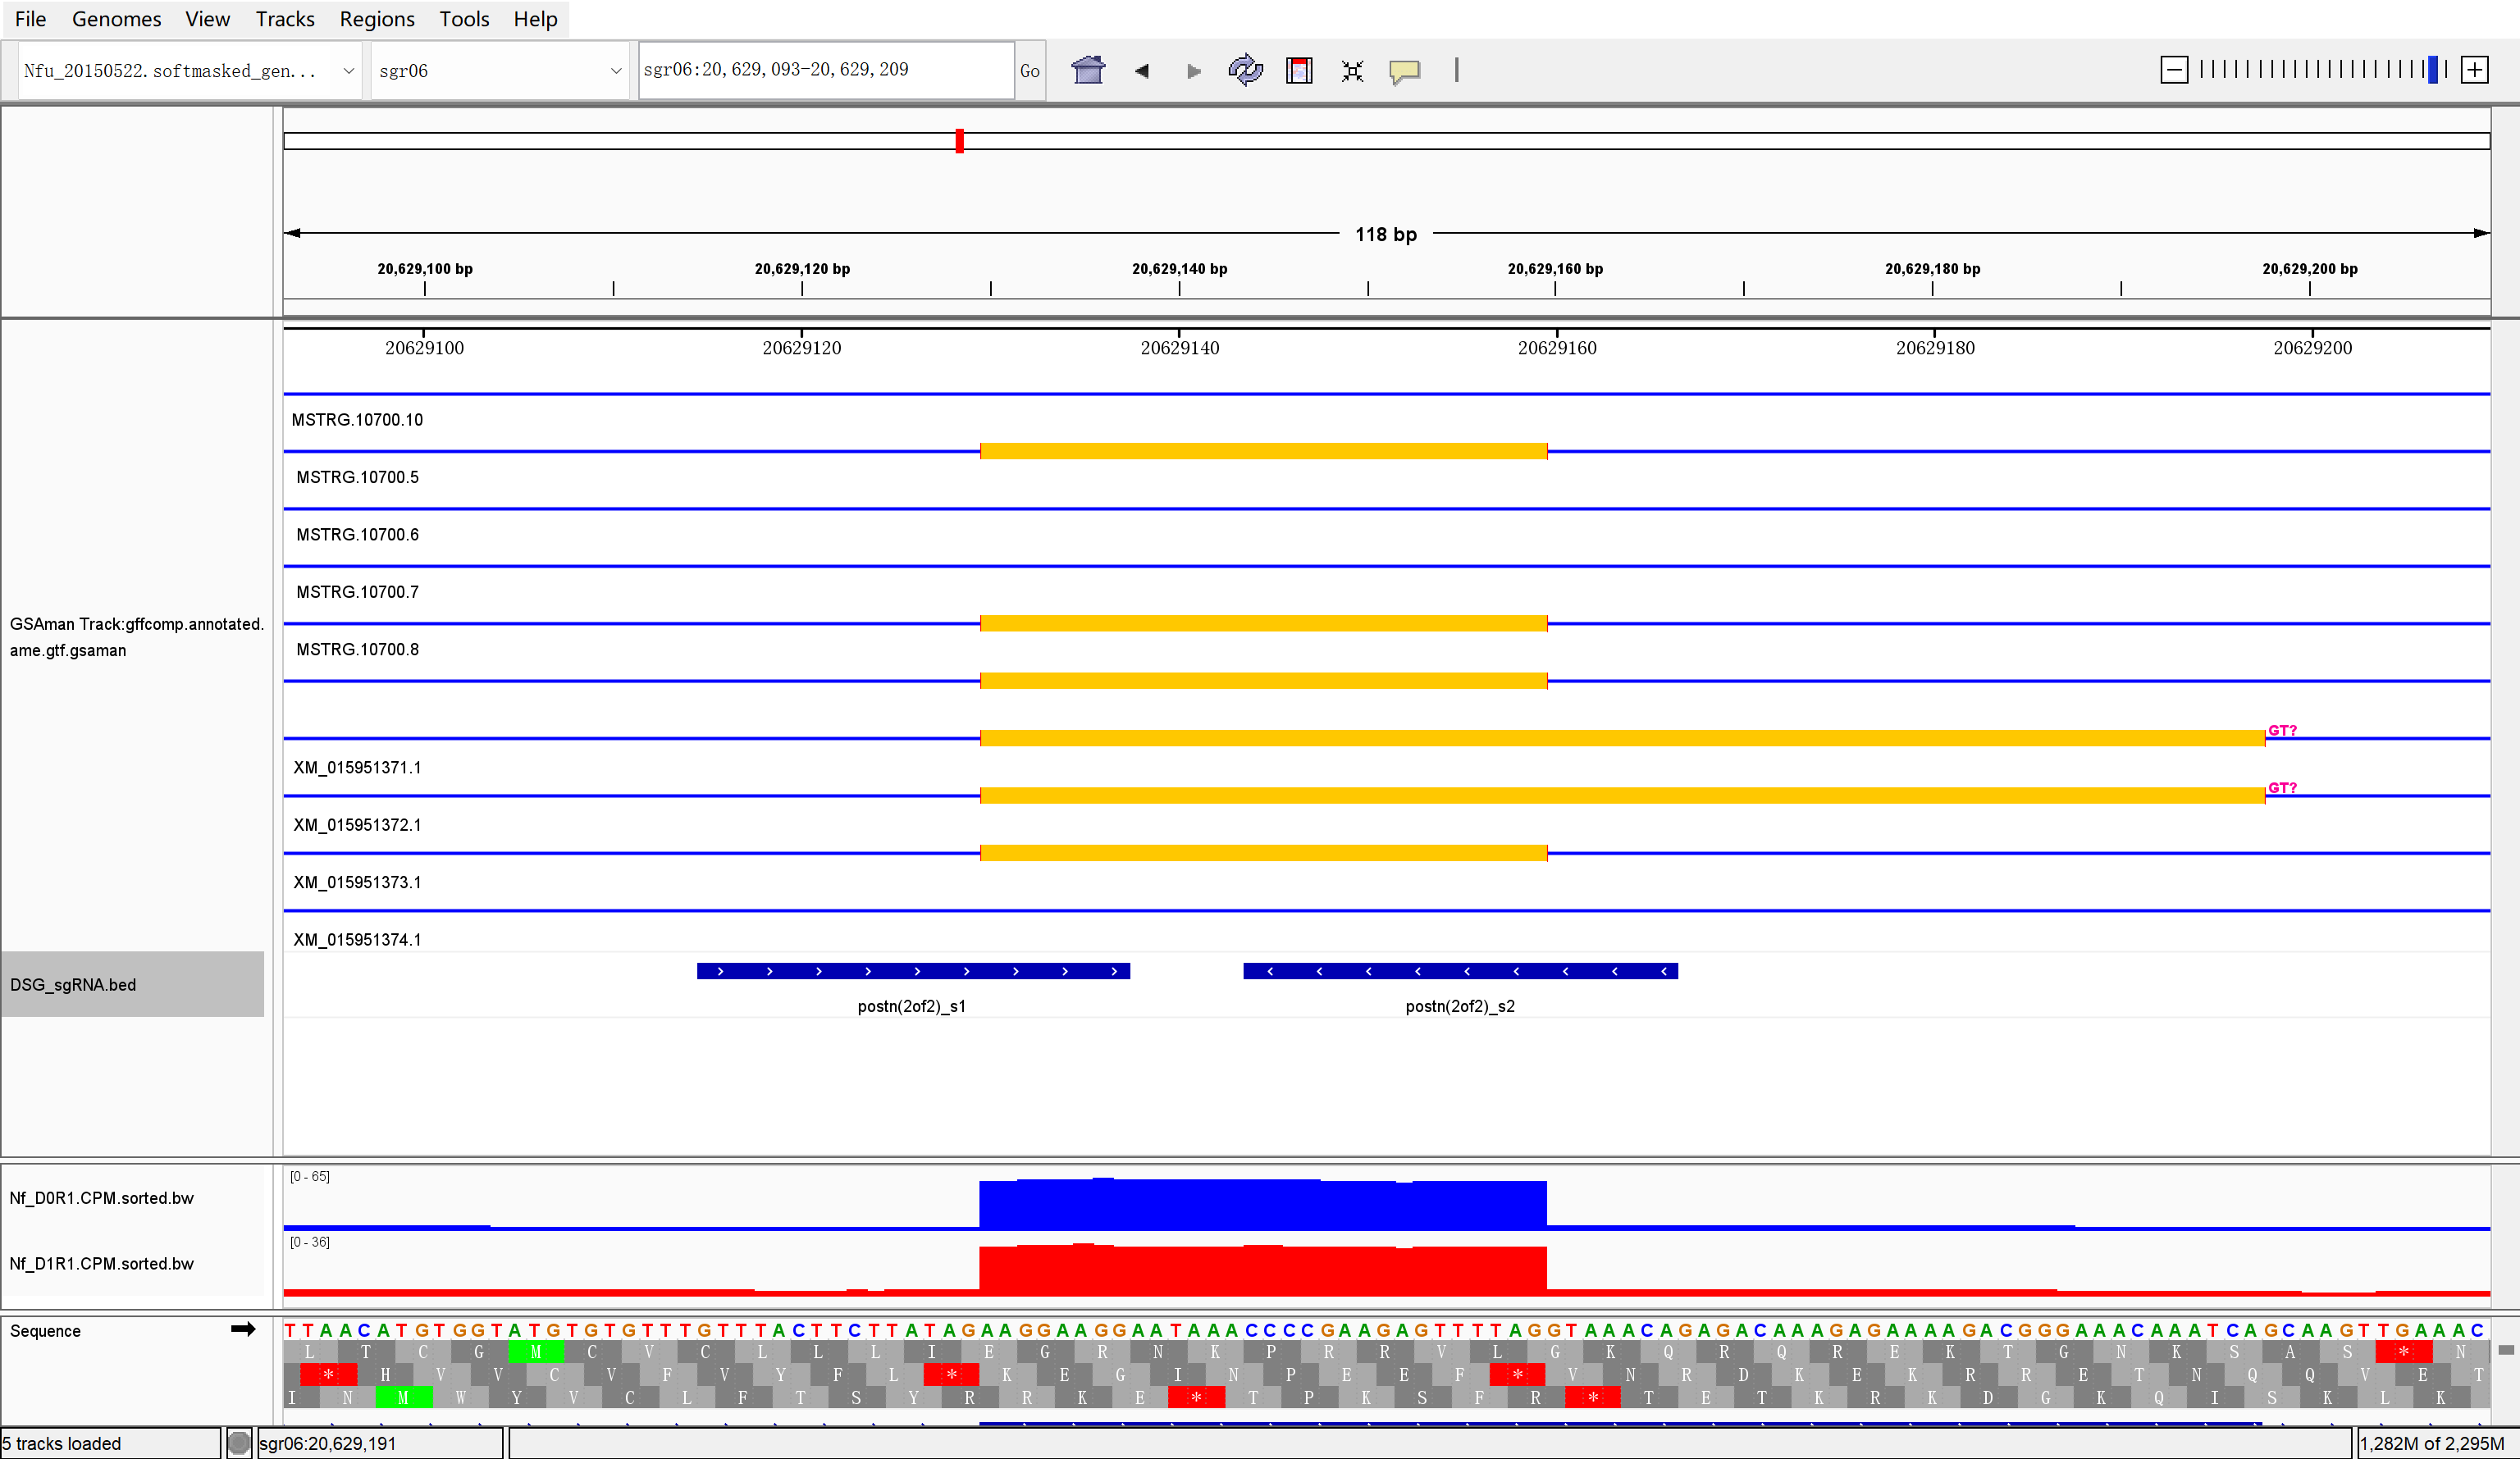 File Genomes View Tracks Regions Tools Help
Nfu_20150522.softmasked_gen... sgr06 sgr06:20,629,093-20,629,209 Go
118 bp
20,629,100 bp 20,629,120 bp 20,629,140 bp 20,629,160 bp 20,629,180 bp 20,629,200 bp
20629100 20629120 20629140 20629160 20629180 20629200
MSTRG.10700.10
MSTRG.10700.5
MSTRG.10700.6
MSTRG.10700.7
GSAman Track:gffcomp.annotated.
ame.gtf.gsaman
MSTRG.10700.8
GT?
XM_015951371.1
GT?
XM_015951372.1
XM_015951373.1
XM_015951374.1
DSG_sgRNA.bed
postn(2of2)_s1 postn(2of2)_s2
[0 - 65]
Nf_D0R1.CPM.sorted.bw
[0 - 36]
Nf_D1R1.CPM.sorted.bw
Sequence TTAACATGTGGTATGTGTGTTTGTTTACTTCTTATAGAAGGAAGGAATAAACCCCGAAGAGTTTTAGGTAAACAGAGACAAAGAGAAAAGACGGGAAACAAATCAGCAAGTTGAAAC
L T C G M C V C L L L I E G R N K P R R V L G K Q R Q R E K T G N K S A S * N
* H V V C V F V Y F L * K E G I N P E E F * V N R D K E K R R E T N Q Q V E T
I N M W Y V C L F T S Y R R K E * T P K S F R * T E T K R K D G K Q I S K L K
5 tracks loaded sgr06:20,629,191 1,282M of 2,295M